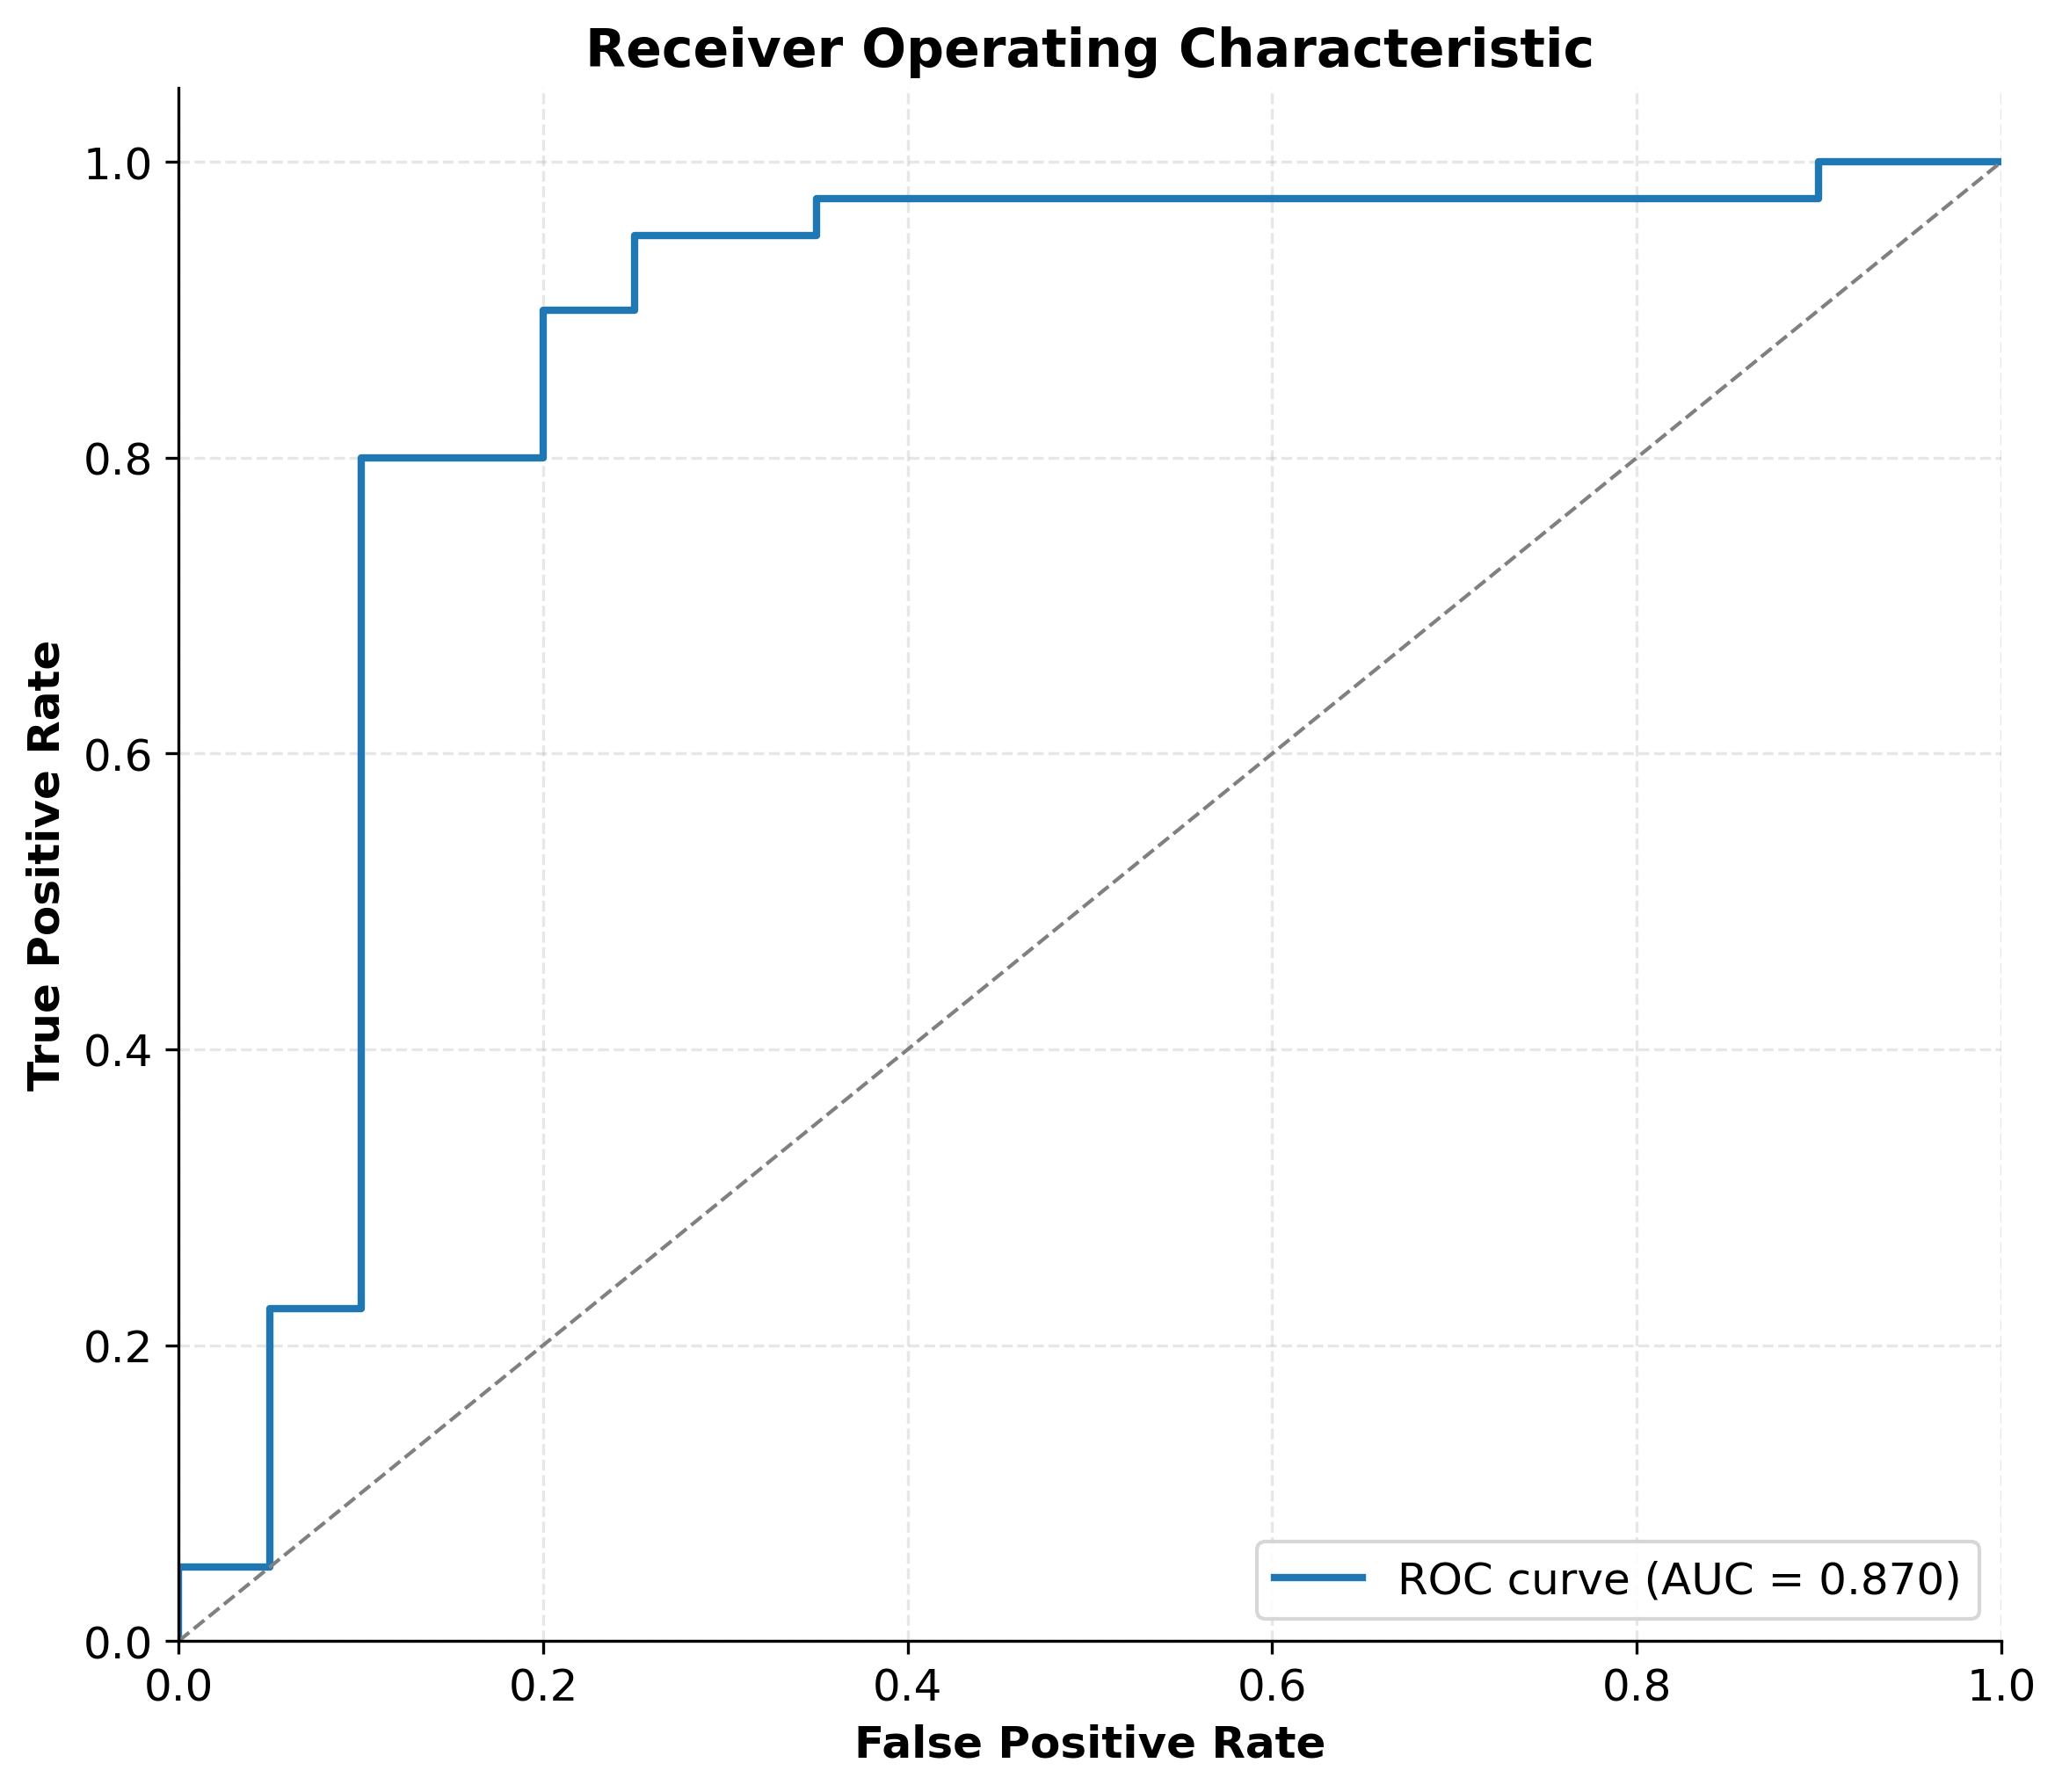 Receiver Operating Characteristic
True Positive Rate
1.0
0.8
0.6
0.4
0.2
0.0
0.0 0.2 0.4 0.6 0.8 1.0
False Positive Rate
ROC curve (AUC = 0.870)